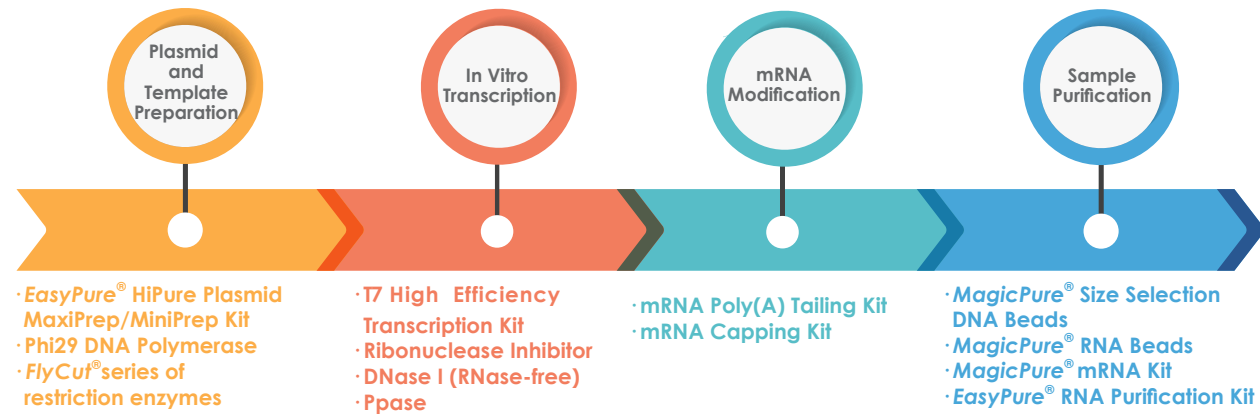 Plasmid
and
Template
Preparation
In Vitro
Transcription
mRNA
Modification
Sample
Purification
· EasyPure® HiPure Plasmid
MaxiPrep/MiniPrep Kit
· Phi29 DNA Polymerase
· FlyCut®series of
restriction enzymes
· T7 High Efficiency
Transcription Kit
· Ribonuclease Inhibitor
· DNase I (RNase-free)
· Ppase
· mRNA Poly(A) Tailing Kit
· mRNA Capping Kit
· MagicPure® Size Selection
DNA Beads
· MagicPure® RNA Beads
· MagicPure® mRNA Kit
· EasyPure® RNA Purification Kit